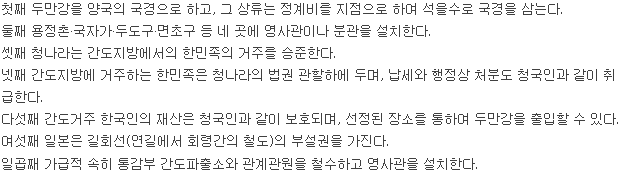 첫째 두만강을 양국의 국경으로 하고, 그 상류는 정계비를 지점으로 하며 석을수로 국경을 삼는다.
둘째 용정촌·국자가·두도구·면초구 등 네 곳에 영사관이나 분관을 설치한다.
셋째 청나라는 간도지방에서의 한민족의 거주를 승준한다.
넷째 간도지방에 거주하는 한민족은 청나라의 법권 관할하에 두며, 납세와 행정상 처분도 청국인과 같이 취
급한다.
다섯째 간도거주 한국인의 재산은 청국인과 같이 보호되며, 선정된 장소를 통하여 두만강을 출입할 수 있다.
여섯째 일본은 길회선(연길에서 회령간의 철도)의 부설권을 가진다.
일곱째 가급적 속히 통감부 간도파출소와 관계관원을 철수하고 영사관을 설치한다.